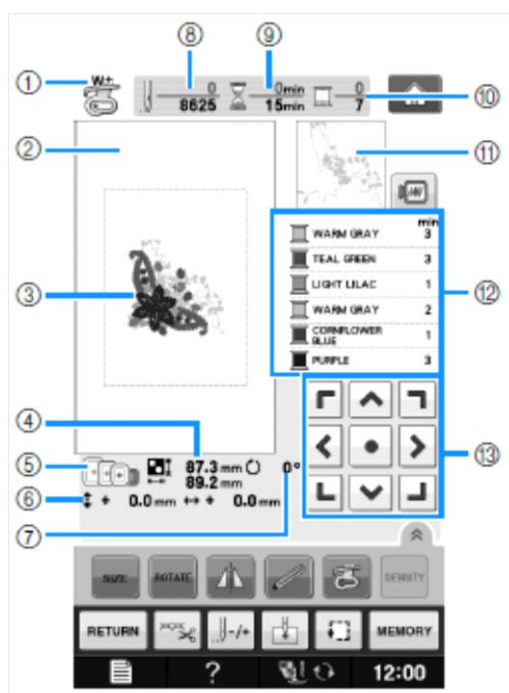 ⑧ ⑨
① W+ 0 0min 0 ⑩
8625 15min 7
② ⑪
min
WARM GRAY 3
TEAL GREEN 3
③ LIGHT LILAC 1 ⑫
WARM GRAY 2
CORNFLOWER BLUE 1
PURPLE 3
④
⑤ 87.3 mm 0°
89.2 mm
⑥ + 0.0 mm + 0.0 mm ⑬
⑦
SIZE ROTATE DENSITY
RETURN -/+ MEMORY
? 12:00